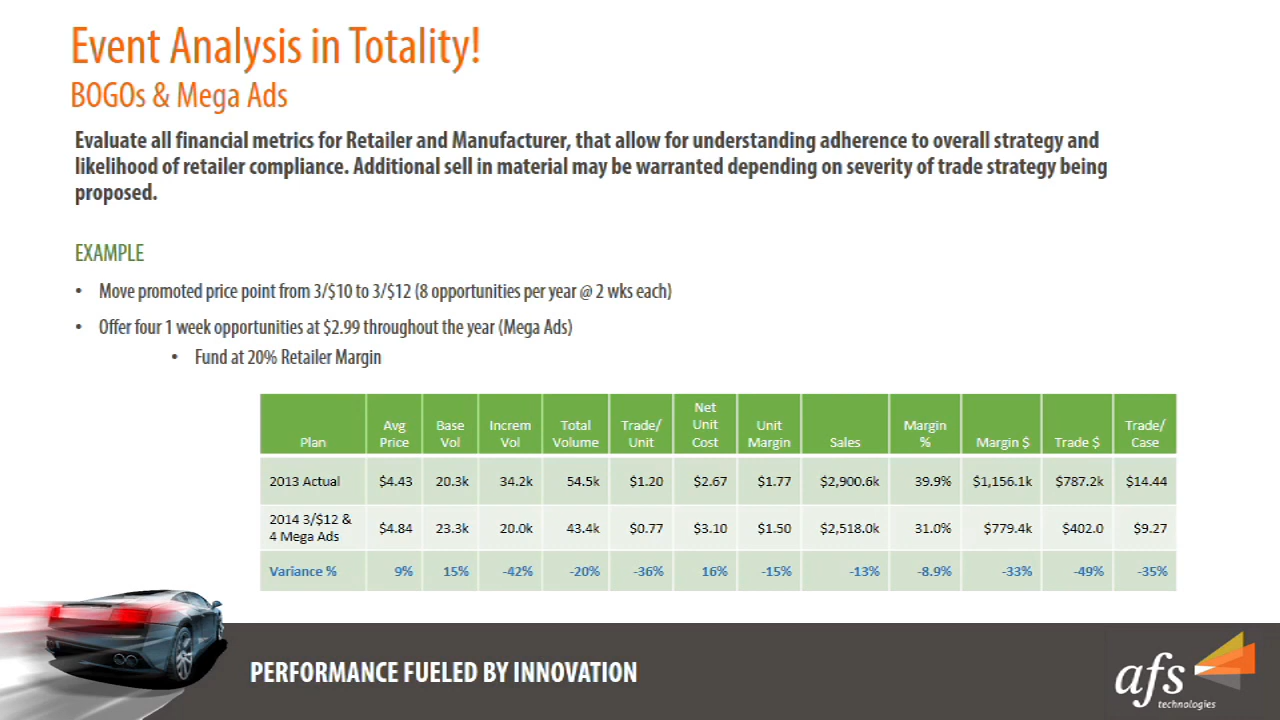 Event Analysis in Totality!
BOGOs & Mega Ads
Evaluate all financial metrics for Retailer and Manufacturer, that allow for understanding adherence to overall strategy and
likelihood of retailer compliance. Additional sell in material may be warranted depending on severity of trade strategy being
proposed.
EXAMPLE
• Move promoted price point from 3/$10 to 3/$12 (8 opportunities per year @ 2 wks each)
• Offer four 1 week opportunities at $2.99 throughout the year (Mega Ads)
• Fund at 20% Retailer Margin
Plan Avg Price Base Vol Increm Vol Total Volume Trade/ Unit Net Unit Cost Unit Margin Sales Margin % Margin $ Trade $ Trade/ Case
2013 Actual $4.43 20.3k 34.2k 54.5k $1.20 $2.67 $1.77 $2,900.6k 39.9% $1,156.1k $787.2k $14.44
2014 3/$12 & 4 Mega Ads $4.84 23.3k 20.0k 43.4k $0.77 $3.10 $1.50 $2,518.0k 31.0% $779.4k $402.0 $9.27
Variance % 9% 15% -42% -20% -36% 16% -15% -13% -8.9% -33% -49% -35%
PERFORMANCE FUELED BY INNOVATION
afs
technologies